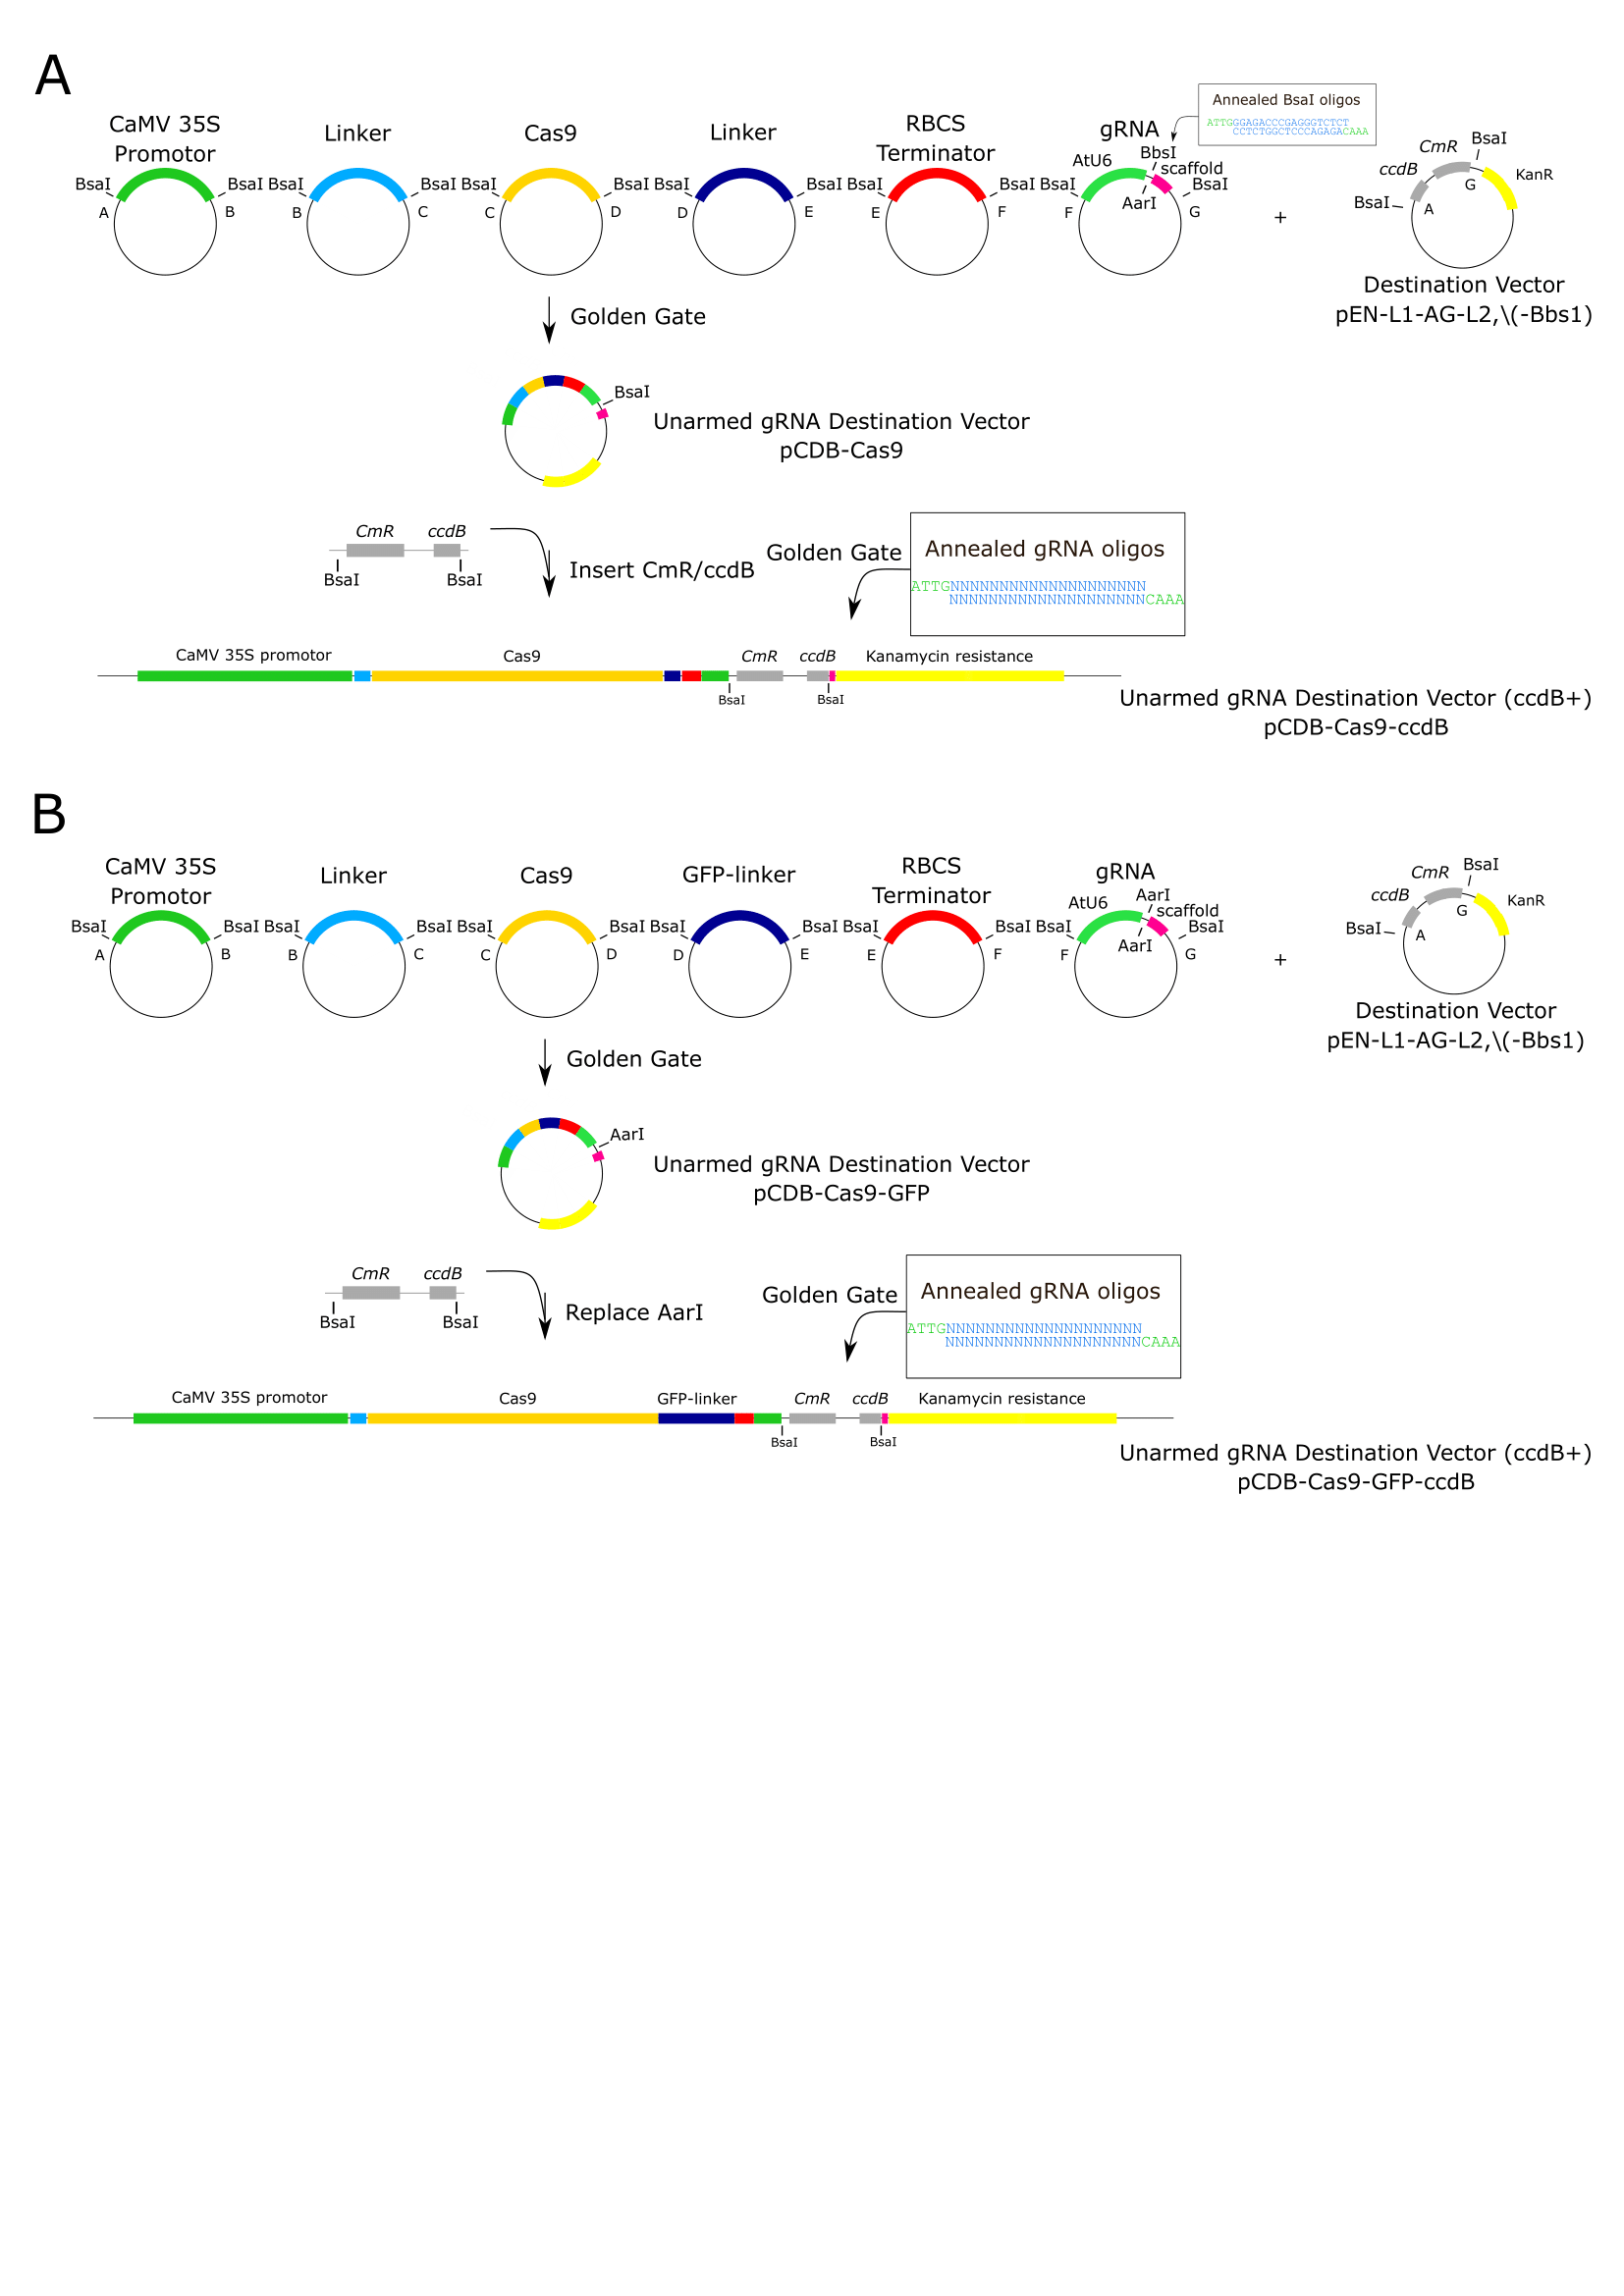 A
CaMV 35S
Promotor
Linker
Cas9
Linker
RBCS
Terminator
gRNA
Annealed BsaI oligos
ATTGGGAGACCCGAGGGTCTCT
CCTCTGGCTCCCAGAGACAAA
AtU6
BbsI
scaffold
AarI
BsaI
A
BsaI
B
BsaI
B
BsaI
C
BsaI
C
BsaI
D
BsaI
D
BsaI
E
BsaI
E
BsaI
F
BsaI
F
BsaI
G
+
BsaI
A
ccdB
CmR
BsaI
G
KanR
Destination Vector
pEN-L1-AG-L2,\(-Bbs1)
Golden Gate
BsaI
Unarmed gRNA Destination Vector
pCDB-Cas9
CmR ccdB
BsaI BsaI
Insert CmR/ccdB
Golden Gate
Annealed gRNA oligos
ATTGNNNNNNNNNNNNNNNNNNNN
NNNNNNNNNNNNNNNNNNNNCAAA
CaMV 35S promotor Cas9 CmR ccdB Kanamycin resistance
BsaI BsaI
Unarmed gRNA Destination Vector (ccdB+)
pCDB-Cas9-ccdB
B
CaMV 35S
Promotor
Linker
Cas9
GFP-linker
RBCS
Terminator
gRNA
AtU6
AarI
scaffold
AarI
BsaI
A
BsaI
B
BsaI
B
BsaI
C
BsaI
C
BsaI
D
BsaI
D
BsaI
E
BsaI
E
BsaI
F
BsaI
F
BsaI
G
+
BsaI
A
ccdB
CmR
BsaI
G
KanR
Destination Vector
pEN-L1-AG-L2,\(-Bbs1)
Golden Gate
AarI
Unarmed gRNA Destination Vector
pCDB-Cas9-GFP
CmR ccdB
BsaI BsaI
Replace AarI
Golden Gate
Annealed gRNA oligos
ATTGNNNNNNNNNNNNNNNNNNNN
NNNNNNNNNNNNNNNNNNNNCAAA
CaMV 35S promotor Cas9 GFP-linker CmR ccdB Kanamycin resistance
BsaI BsaI
Unarmed gRNA Destination Vector (ccdB+)
pCDB-Cas9-GFP-ccdB